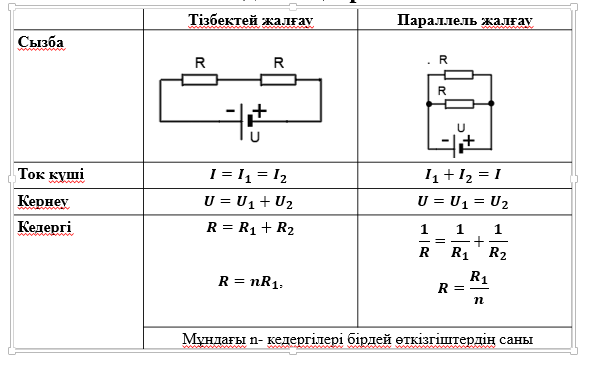 Тізбектей жалғау
Параллель жалғау
Сызба
R R
- +
U
. R
R
U
- +
Ток күші
I = I₁ = I₂
I₁ + I₂ = I
Кернеу
U = U₁ + U₂
U = U₁ = U₂
Кедергі
R = R₁ + R₂
1/R = 1/R₁ + 1/R₂
R = nR₁,
R = R₁/n
Мұндағы n- кедергілері бірдей өткізгіштердің саны